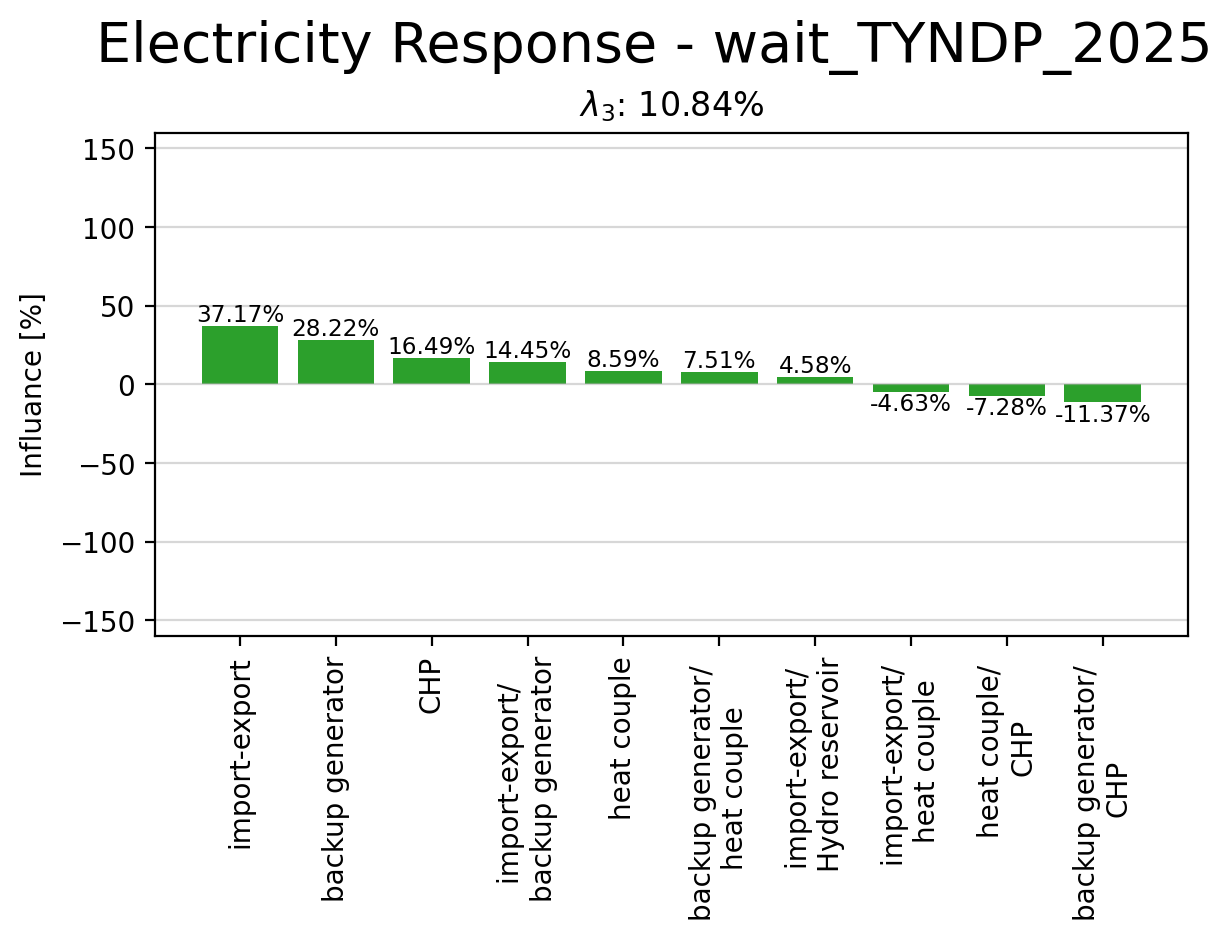 Electricity Response - wait_TYNDP_2025
λ₃: 10.84%
Influance [%]
150
100
50
0
−50
−100
−150
37.17%
28.22%
16.49%
14.45%
8.59%
7.51%
4.58%
-4.63%
-7.28%
-11.37%
import-export
backup generator
CHP
import-export/
backup generator
heat couple
backup generator/
heat couple
import-export/
Hydro reservoir
import-export/
heat couple
heat couple/
CHP
backup generator/
CHP